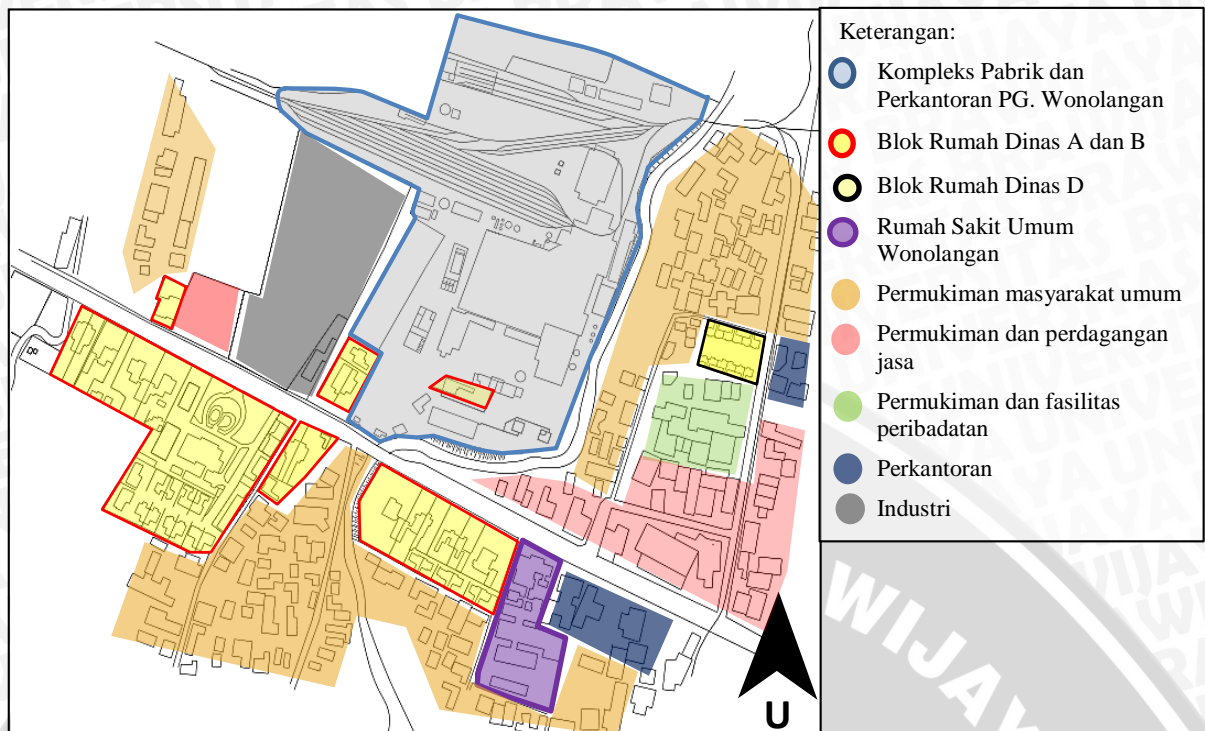 Keterangan:
Kompleks Pabrik dan
Perkantoran PG. Wonolangan
Blok Rumah Dinas A dan B
Blok Rumah Dinas D
Rumah Sakit Umum
Wonolangan
Permukiman masyarakat umum
Permukiman dan perdagangan
jasa
Permukiman dan fasilitas
peribadatan
Perkantoran
Industri
U
WIJAY